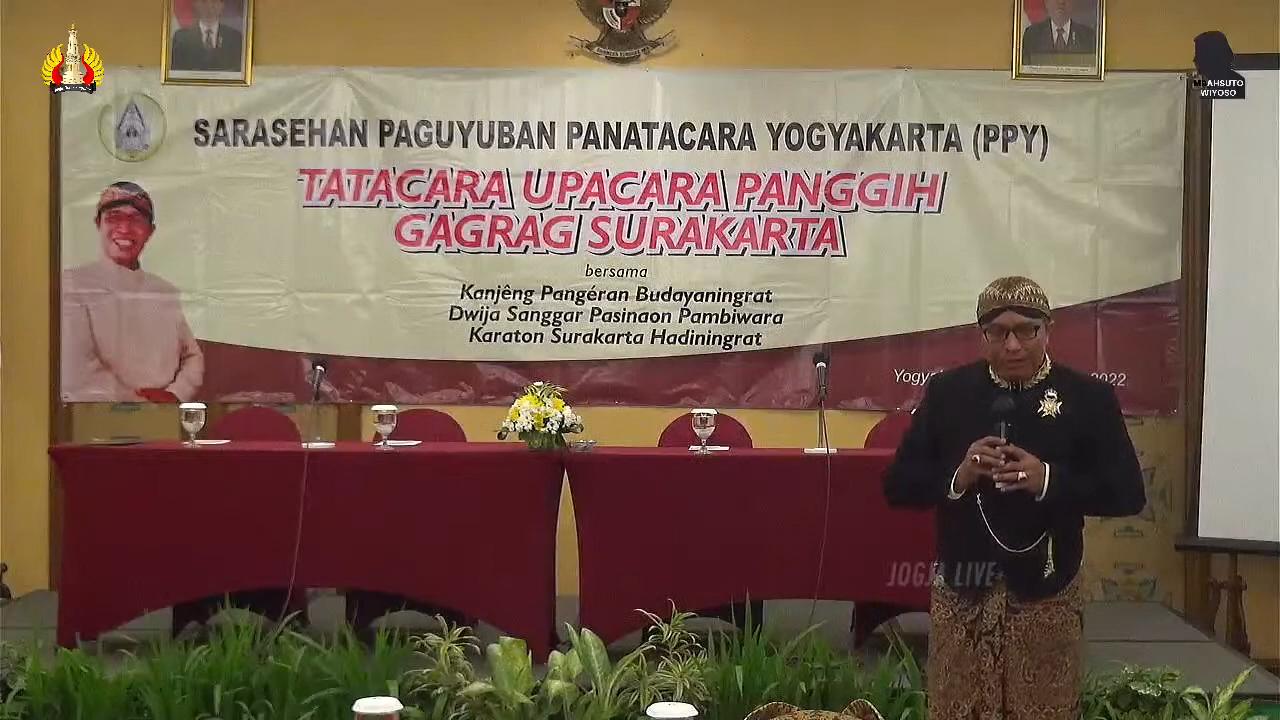 AHSUTO
WIYOSO
SARASEHAN PAGUYUBAN PANATACARA YOGYAKARTA (PPY)
TATACARA UPACARA PANGGIH
GAGRAG SURAKARTA
bersama
Kanjêng Pangéran Budayaningrat
Dwija Sanggar Pasinaon Pambiwara
Karaton Surakarta Hadiningrat
2022
JOGJA LIVE